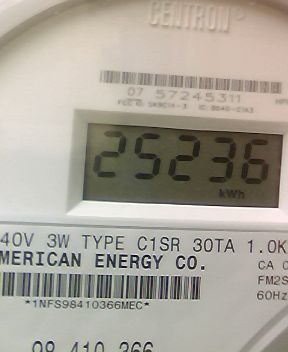 CENTRON®
07 57245311
25236
kWh
40V 3W TYPE C1SR 30TA 1.0K
MERICAN ENERGY CO.
CA 0
FM2S
60Hz
*1NFS98410366MEC*
98 410 366